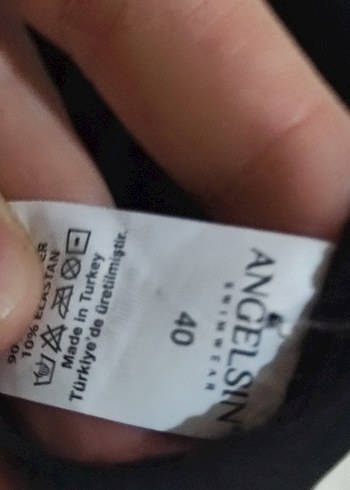 ANGELSIN
SWIMWEAR
40
10% ELASTAN
Made in Turkey
Türkiye'de üretilmiştir.